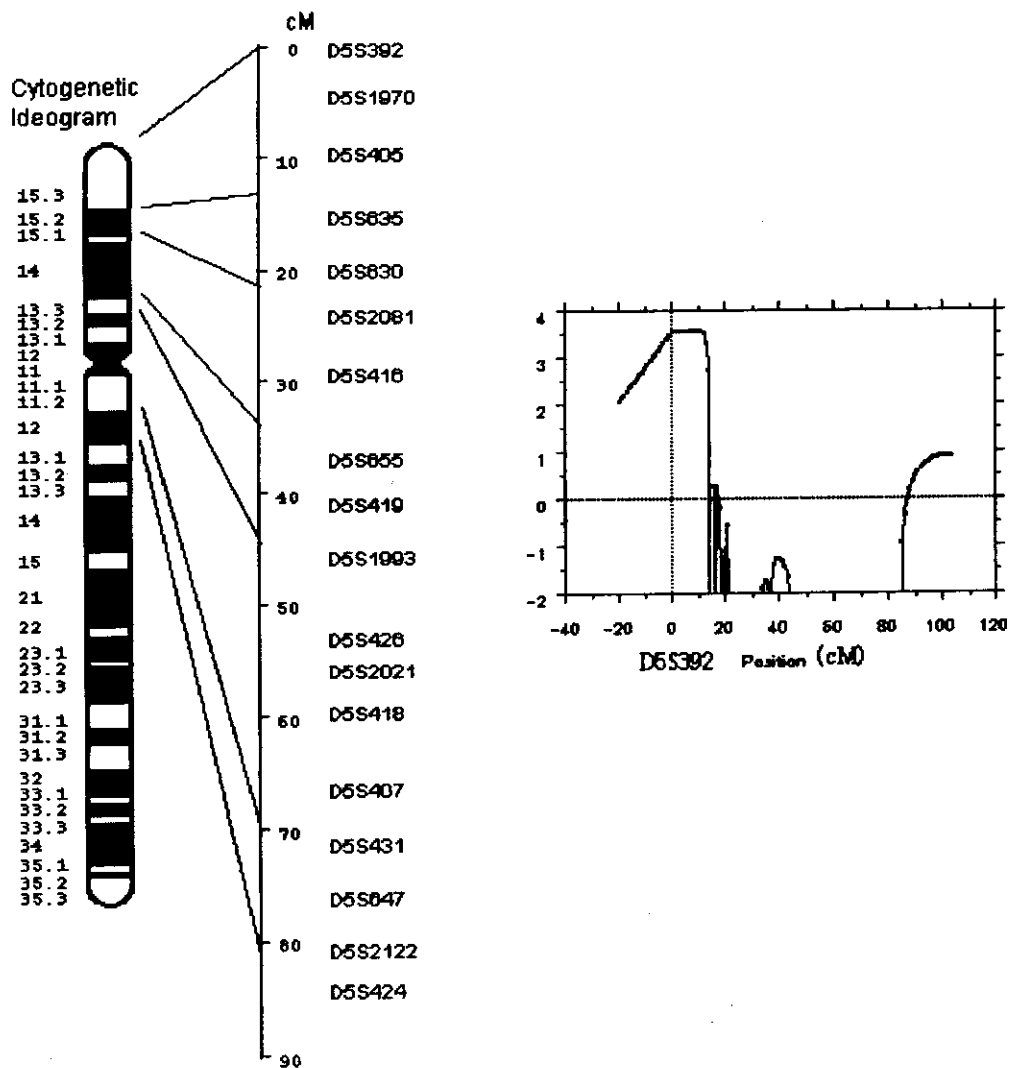 cM
0 D5S392
Cytogenetic
Ideogram
D5S1970
10 D5S405
15.3
15.2
15.1
14
13.3
13.2
13.1
12
11
11.1
11.2
12
13.1
13.2
13.3
14
15
21
22
23.1
23.2
23.3
31.1
31.2
31.3
32
33.1
33.2
33.3
34
35.1
35.2
35.3
D5S635
20 D5S630
D5S2081
30 D5S416
D5S655
40 D5S419
D5S1993
50
D5S426
D5S2021
60 D5S418
D5S407
70 D5S431
D5S647
80 D5S2122
D5S424
90
4
3
2
1
0
-1
-2
-40 -20 0 20 40 60 80 100 120
D5S392 Position (cM)